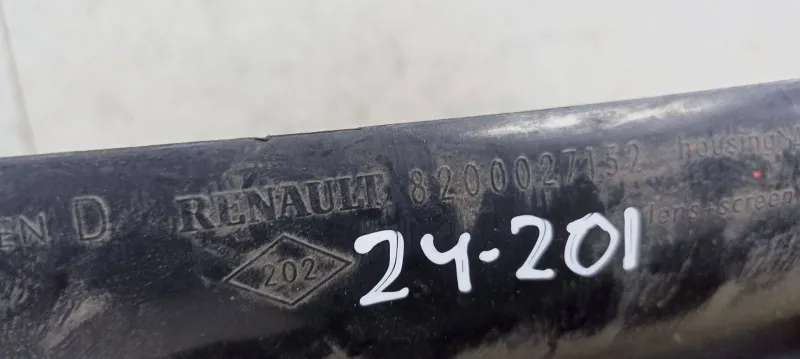 EN D RENAULT 8200027152 housing
202 24-201 lens+screen